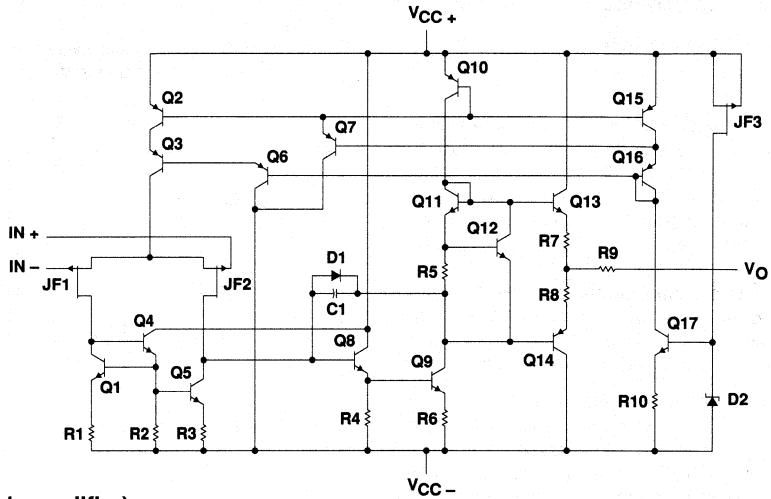 VCC +
Q10
Q2
Q15
Q7
JF3
Q3
Q6
Q16
Q11
Q13
Q12
IN +
R7
D1
R9
IN –
VO
R5
JF1
JF2
R8
C1
Q4
Q8
Q17
Q9
Q14
Q5
Q1
D2
R10
R1
R2
R3
R4
R6
VCC –